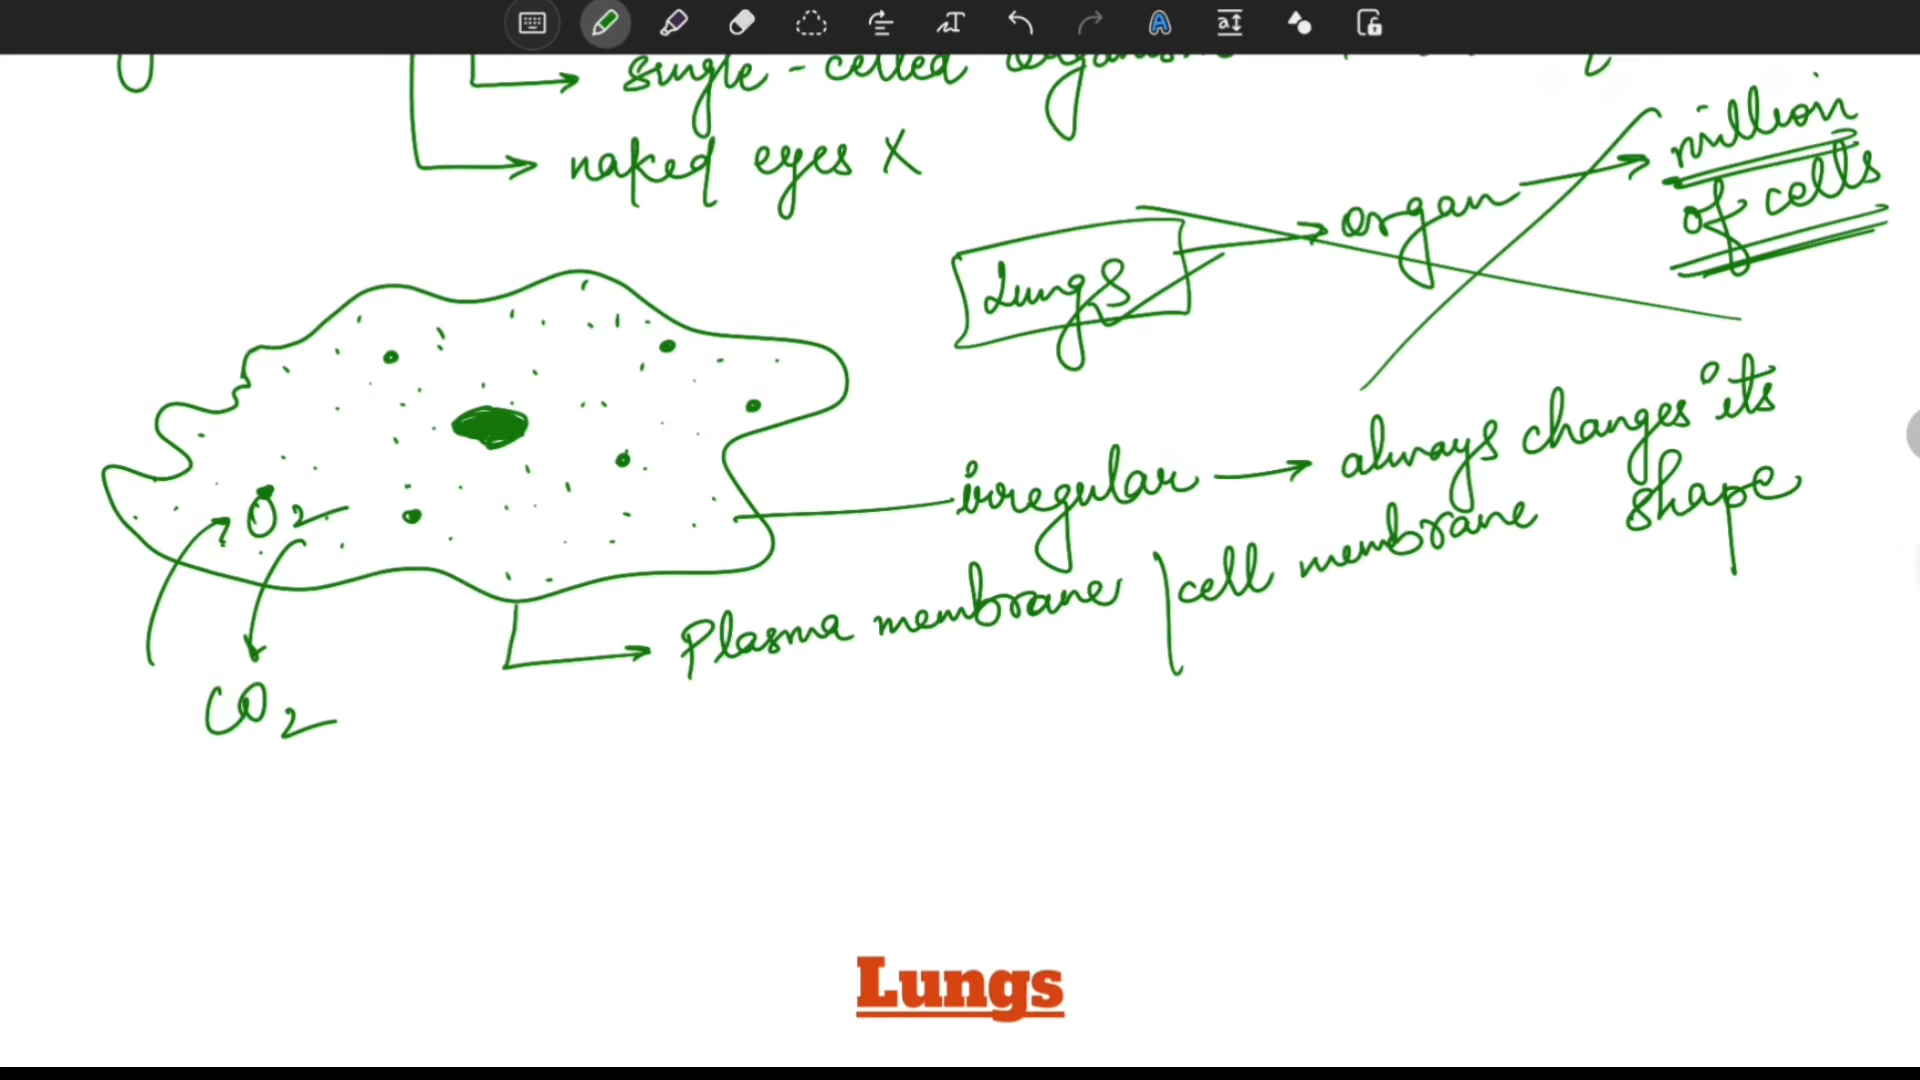 single-celled organism
naked eyes X
Lungs → organ → million
of cells
irregular → always changes its
shape
O2
Plasma membrane / cell membrane
CO2
Lungs